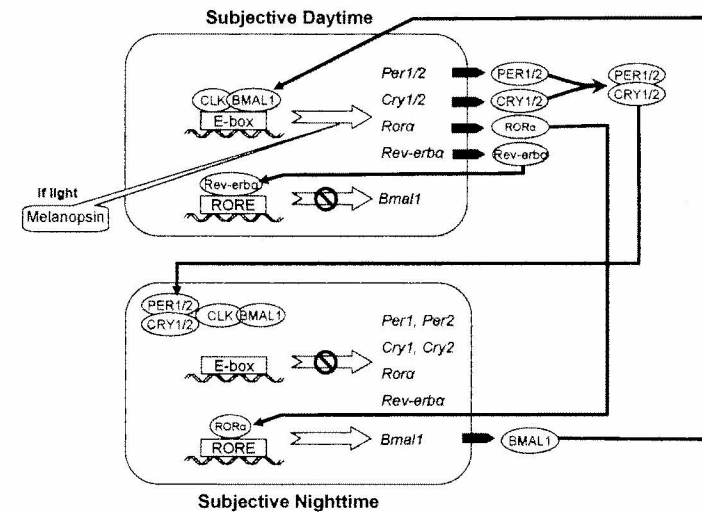 Subjective Daytime
Per1/2
PER1/2
PER1/2
CRY1/2
CLK BMAL1
E-box
Cry1/2
CRY1/2
Rorα
RORα
Rev-erbα
Rev-erbα
If light
Melanopsin
Rev-erbα
RORE
Bmal1
PER1/2
CRY1/2
CLK BMAL1
Per1, Per2
Cry1, Cry2
E-box
Rorα
Rev-erbα
RORα
RORE
Bmal1
BMAL1
Subjective Nighttime